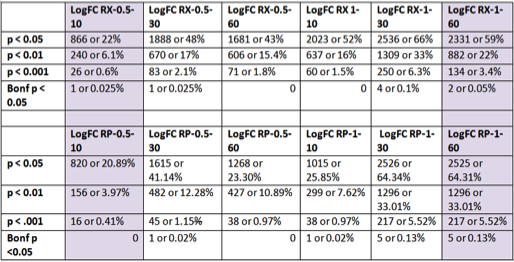 LogFC RX-0.5-10 LogFC RX-0.5-30 LogFC RX-0.5-60 LogFC RX 1-10 LogFC RX-1-30 LogFC RX-1-60
p < 0.05 866 or 22% 1888 or 48% 1681 or 43% 2023 or 52% 2536 or 66% 2331 or 59%
p < 0.01 240 or 6.1% 670 or 17% 606 or 15.4% 637 or 16% 1309 or 33% 882 or 22%
p < 0.001 26 or 0.6% 83 or 2.1% 71 or 1.8% 60 or 1.5% 250 or 6.3% 134 or 3.4%
Bonf p < 0.05 1 or 0.025% 1 or 0.025% 0 0 4 or 0.1% 2 or 0.05%
LogFC RP-0.5-10 LogFC RP-0.5-30 LogFC RP-0.5-60 LogFC RP-1-10 LogFC RP-1-30 LogFC RP-1-60
p < 0.05 820 or 20.89% 1615 or 41.14% 1268 or 23.30% 1015 or 25.85% 2526 or 64.34% 2525 or 64.31%
p < 0.01 156 or 3.97% 482 or 12.28% 427 or 10.89% 299 or 7.62% 1296 or 33.01% 1296 or 33.01%
p < .001 16 or 0.41% 45 or 1.15% 38 or 0.97% 38 or 0.97% 217 or 5.52% 217 or 5.52%
Bonf p <0.05 0 1 or 0.02% 0 1 or 0.02% 5 or 0.13% 5 or 0.13%